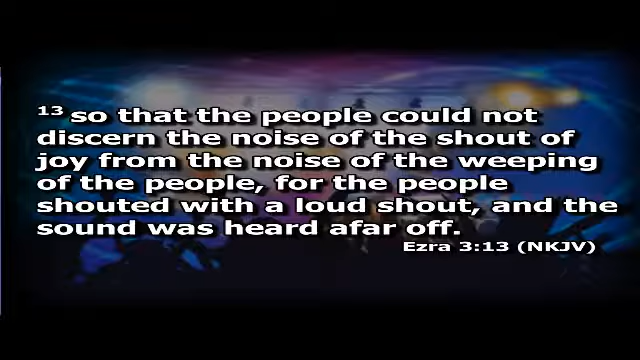 13 so that the people could not
discern the noise of the shout of
joy from the noise of the weeping
of the people, for the people
shouted with a loud shout, and the
sound was heard afar off.
Ezra 3:13 (NKJV)